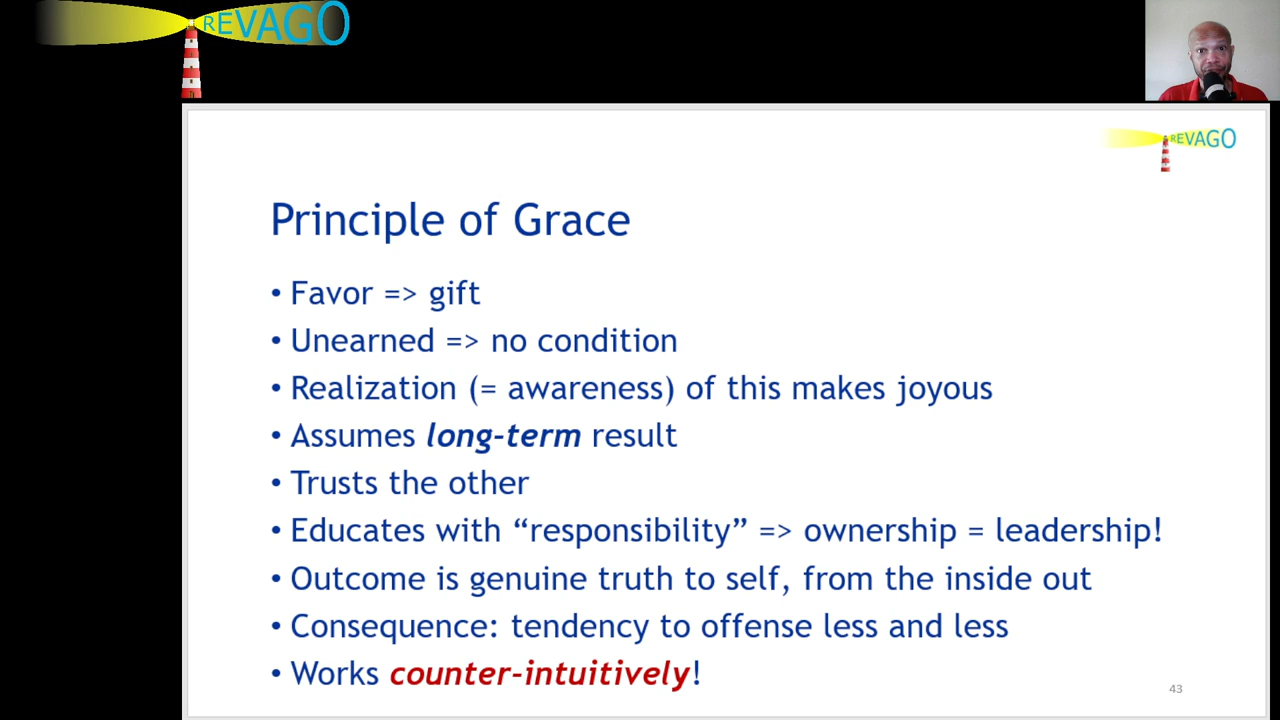 REVAGO
REVAGO
Principle of Grace
• Favor => gift
• Unearned => no condition
• Realization (= awareness) of this makes joyous
• Assumes long-term result
• Trusts the other
• Educates with “responsibility” => ownership = leadership!
• Outcome is genuine truth to self, from the inside out
• Consequence: tendency to offense less and less
• Works counter-intuitively!
43